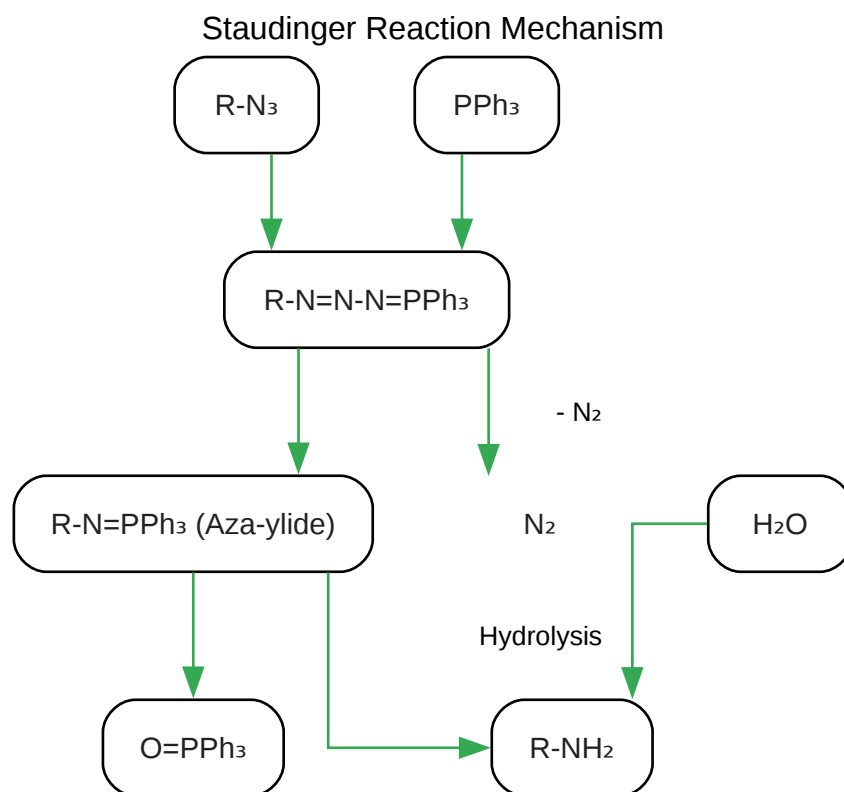 Staudinger Reaction Mechanism
R-N₃
PPh₃
R-N=N-N=PPh₃
- N₂
R-N=PPh₃ (Aza-ylide)
N₂
H₂O
Hydrolysis
O=PPh₃
R-NH₂